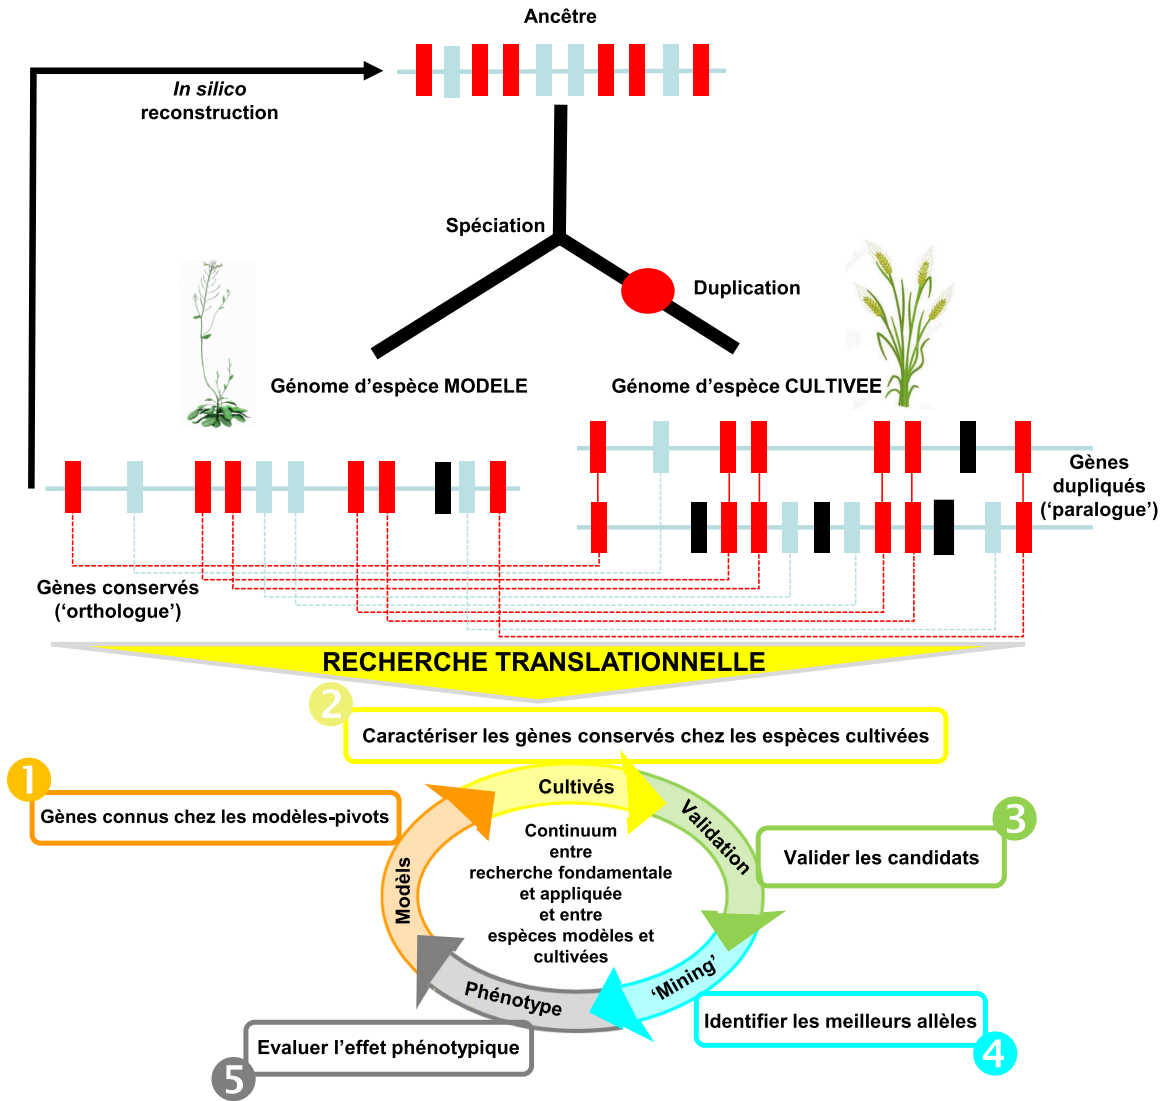 Ancêtre
In silico
reconstruction
Spéciation
Duplication
Génome d’espèce MODELE
Génome d’espèce CULTIVEE
Gènes
dupliqués
(‘paralogue’)
Gènes conservés
(‘orthologue’)
RECHERCHE TRANSLATIONNELLE
2
Caractériser les gènes conservés chez les espèces cultivées
1
Gènes connus chez les modèles-pivots
Cultivés
Validation
3
Valider les candidats
Modèls
Continuum
entre
recherche fondamentale
et appliquée
et entre
espèces modèles et
cultivées
‘Mining’
Phénotype
Identifier les meilleurs allèles
4
Evaluer l’effet phénotypique
5